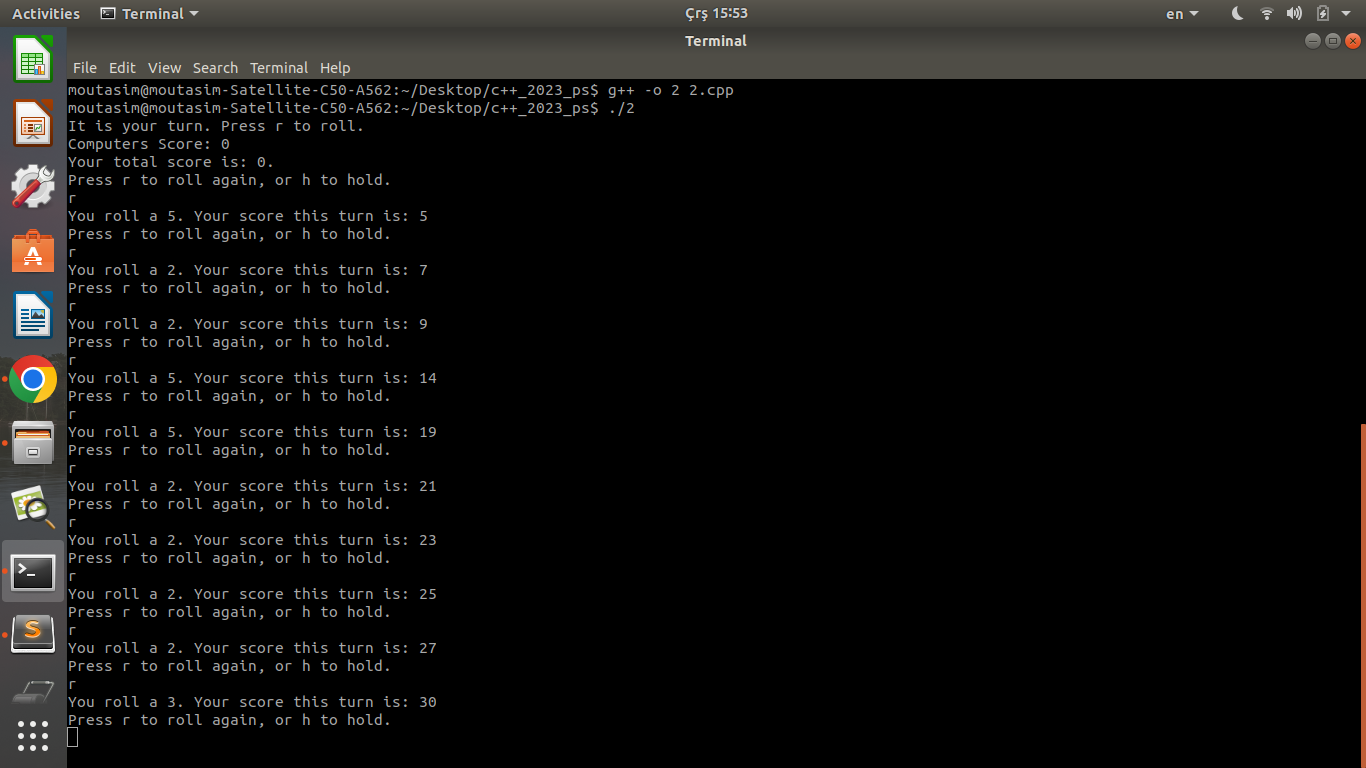 Activities Terminal Çrş 15:53 en
Terminal
File Edit View Search Terminal Help
moutasim@moutasim-Satellite-C50-A562:~/Desktop/c++_2023_ps$ g++ -o 2 2.cpp
moutasim@moutasim-Satellite-C50-A562:~/Desktop/c++_2023_ps$ ./2
It is your turn. Press r to roll.
Computers Score: 0
Your total score is: 0.
Press r to roll again, or h to hold.
r
You roll a 5. Your score this turn is: 5
Press r to roll again, or h to hold.
r
You roll a 2. Your score this turn is: 7
Press r to roll again, or h to hold.
r
You roll a 2. Your score this turn is: 9
Press r to roll again, or h to hold.
r
You roll a 5. Your score this turn is: 14
Press r to roll again, or h to hold.
r
You roll a 5. Your score this turn is: 19
Press r to roll again, or h to hold.
r
You roll a 2. Your score this turn is: 21
Press r to roll again, or h to hold.
r
You roll a 2. Your score this turn is: 23
Press r to roll again, or h to hold.
r
You roll a 2. Your score this turn is: 25
Press r to roll again, or h to hold.
r
You roll a 2. Your score this turn is: 27
Press r to roll again, or h to hold.
r
You roll a 3. Your score this turn is: 30
Press r to roll again, or h to hold.